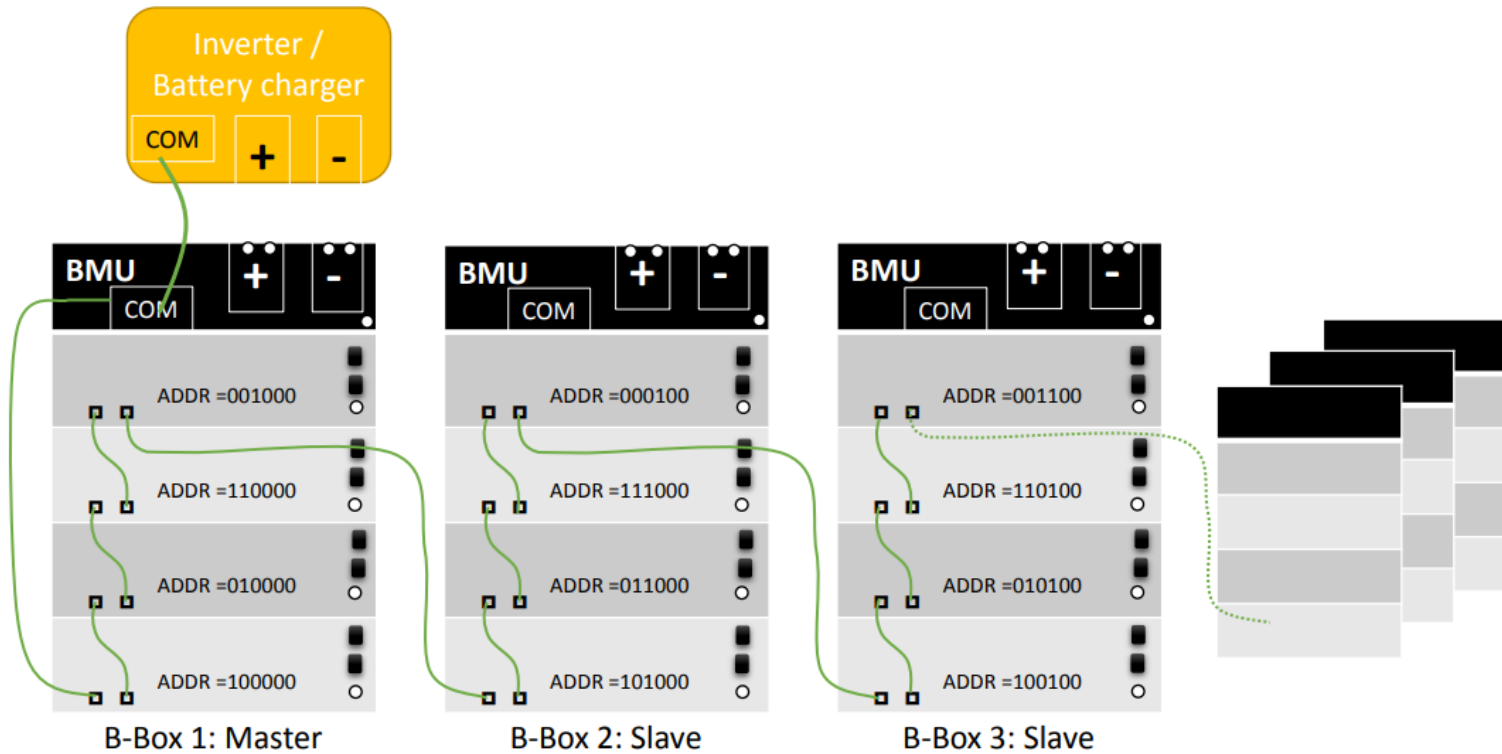 Inverter /
Battery charger
COM
+
-
BMU
+
-
COM
ADDR =001000
ADDR =110000
ADDR =010000
ADDR =100000
B-Box 1: Master
BMU
+
-
COM
ADDR =000100
ADDR =111000
ADDR =011000
ADDR =101000
B-Box 2: Slave
BMU
+
-
COM
ADDR =001100
ADDR =110100
ADDR =010100
ADDR =100100
B-Box 3: Slave